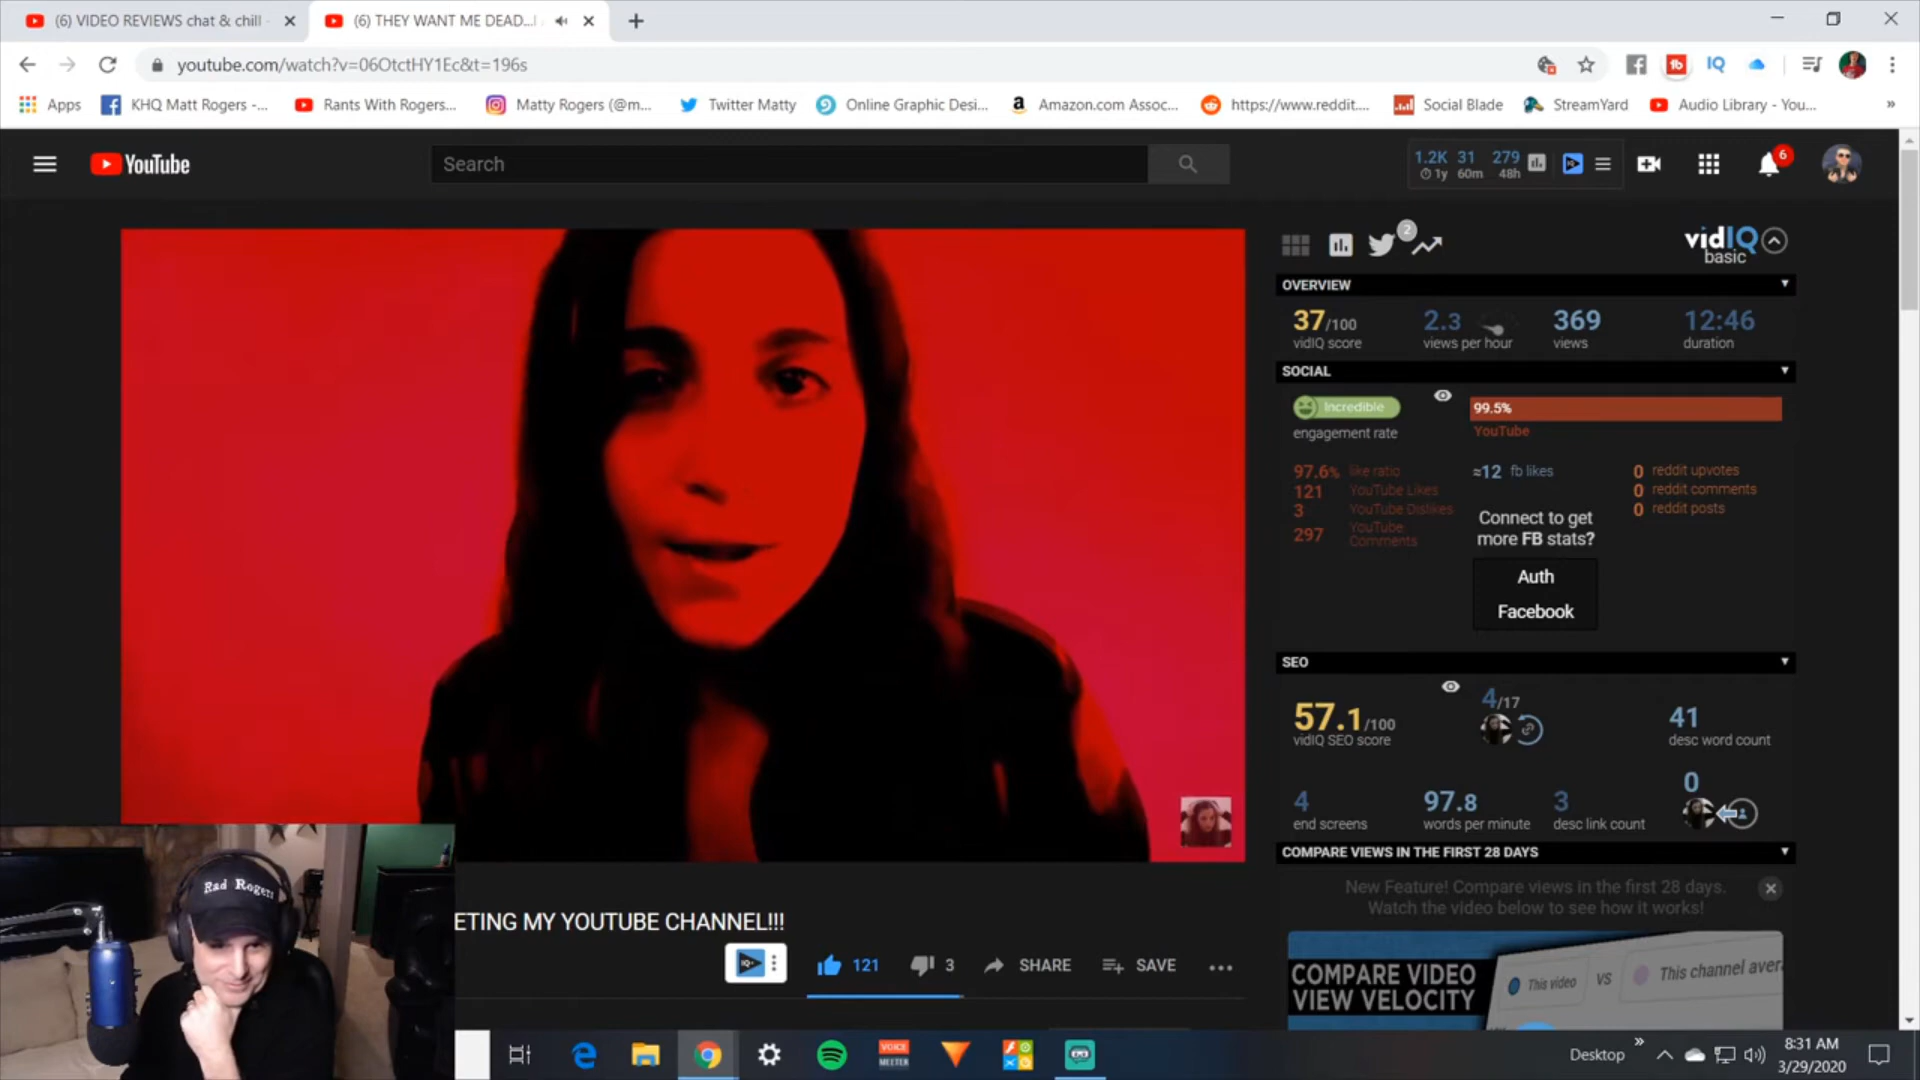 (6) VIDEO REVIEWS chat & chill -
(6) THEY WANT ME DEAD...I
youtube.com/watch?v=06OtctHY1Ec&t=196s
Apps
KHQ Matt Rogers -...
Rants With Rogers...
Matty Rogers (@m...
Twitter Matty
Online Graphic Desi...
Amazon.com Assoc...
https://www.reddit....
Social Blade
StreamYard
Audio Library - You...
»
YouTube
Search
1.2K 31 279
1y 60m 48h
6
2
vidIQ
basic
OVERVIEW
37/100
vidIQ score
2.3
views per hour
369
views
12:46
duration
SOCIAL
Incredible
engagement rate
99.5%
YouTube
97.6% like ratio
121 YouTube Likes
3 YouTube Dislikes
297 YouTube Comments
≈12 fb likes
Connect to get
more FB stats?
Auth
Facebook
0 reddit upvotes
0 reddit comments
0 reddit posts
SEO
57.1/100
vidIQ SEO score
4/17
41
desc word count
4
end screens
97.8
words per minute
3
desc link count
0
COMPARE VIEWS IN THE FIRST 28 DAYS
New Feature! Compare views in the first 28 days.
Watch the video below to see how it works!
COMPARE VIDEO
VIEW VELOCITY
This video
VS
This channel aver
Rad Rogers
ETING MY YOUTUBE CHANNEL!!!
IQ
121
3
SHARE
SAVE
VOICE
MEETER
Desktop
»
8:31 AM
3/29/2020